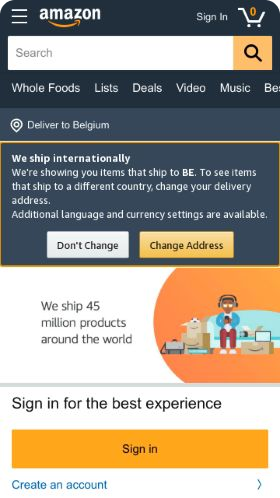 amazon
Sign In
0
Search
Whole Foods
Lists
Deals
Video
Music
Be
Deliver to Belgium
We ship internationally
We're showing you items that ship to BE. To see items
that ship to a different country, change your delivery
address.
Additional language and currency settings are available.
Don't Change
Change Address
We ship 45
million products
around the world
Sign in for the best experience
Sign in
Create an account